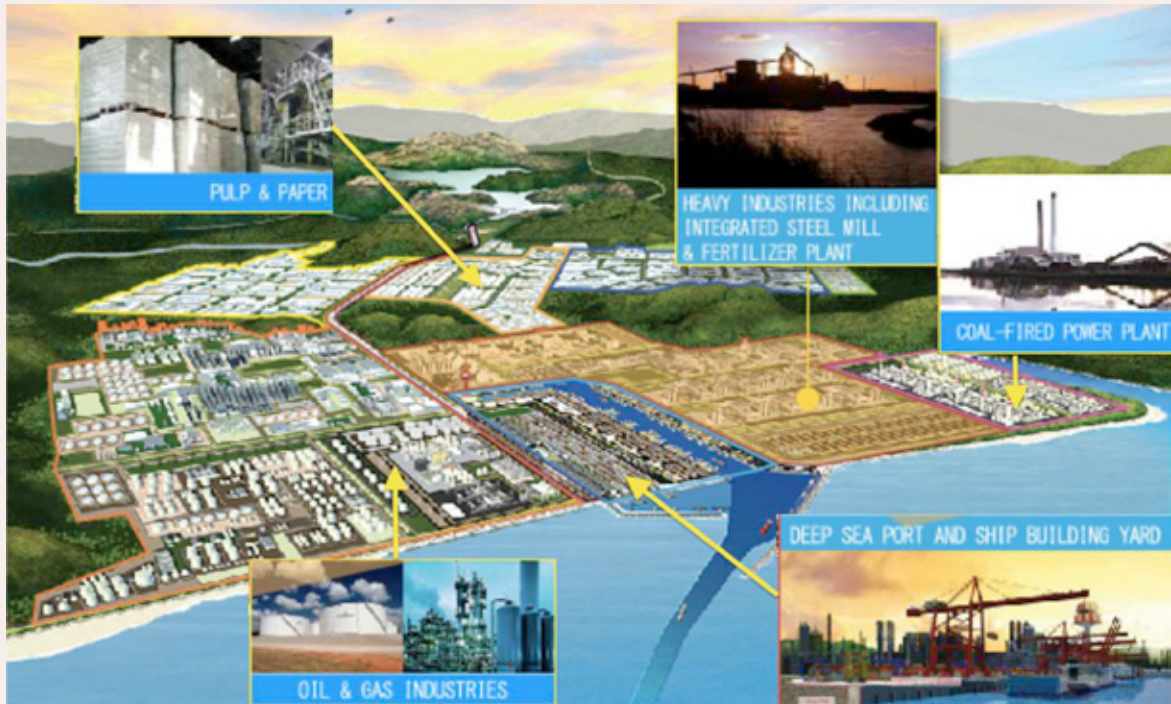 PULP & PAPER
HEAVY INDUSTRIES INCLUDING
INTEGRATED STEEL MILL
& FERTILIZER PLANT
COAL-FIRED POWER PLANT
DEEP SEA PORT AND SHIP BUILDING YARD
OIL & GAS INDUSTRIES